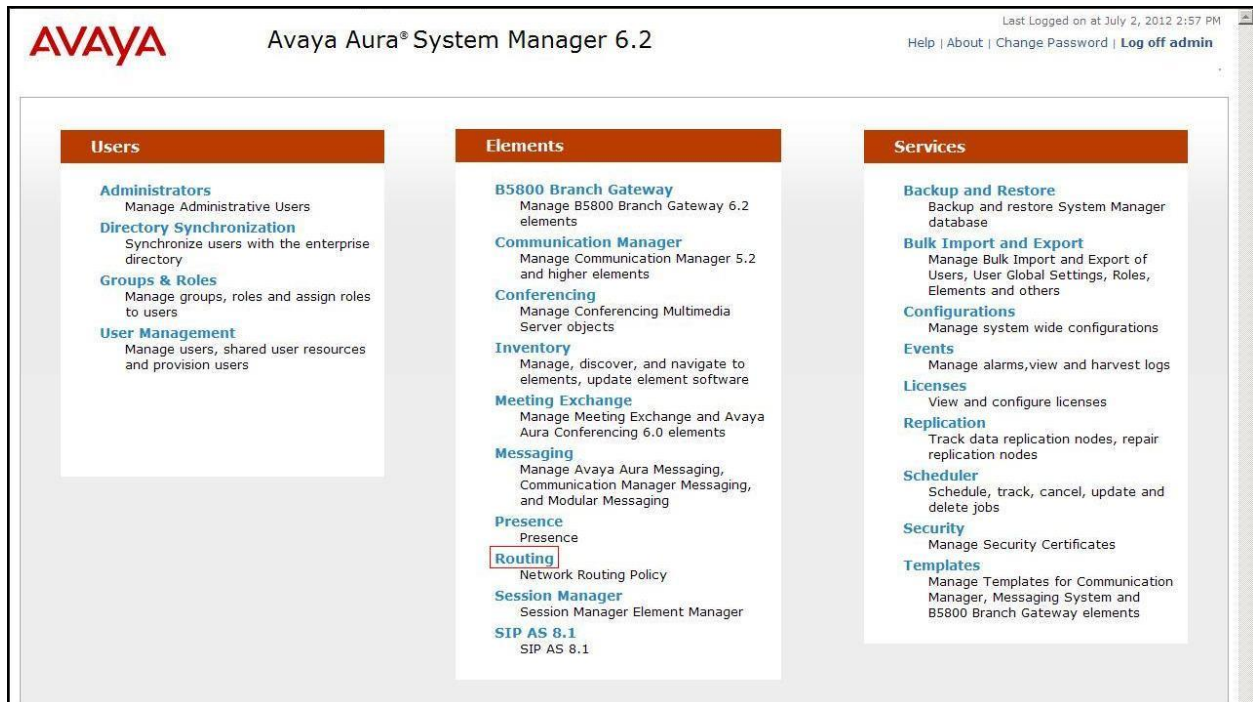 Last Logged on at July 2, 2012 2:57 PM
AVAYA
Avaya Aura® System Manager 6.2
Help | About | Change Password | Log off admin
Users
Administrators
Manage Administrative Users
Directory Synchronization
Synchronize users with the enterprise
directory
Groups & Roles
Manage groups, roles and assign roles
to users
User Management
Manage users, shared user resources
and provision users
Elements
B5800 Branch Gateway
Manage B5800 Branch Gateway 6.2
elements
Communication Manager
Manage Communication Manager 5.2
and higher elements
Conferencing
Manage Conferencing Multimedia
Server objects
Inventory
Manage, discover, and navigate to
elements, update element software
Meeting Exchange
Manage Meeting Exchange and Avaya
Aura Conferencing 6.0 elements
Messaging
Manage Avaya Aura Messaging,
Communication Manager Messaging,
and Modular Messaging
Presence
Presence
Routing
Network Routing Policy
Session Manager
Session Manager Element Manager
SIP AS 8.1
SIP AS 8.1
Services
Backup and Restore
Backup and restore System Manager
database
Bulk Import and Export
Manage Bulk Import and Export of
Users, User Global Settings, Roles,
Elements and others
Configurations
Manage system wide configurations
Events
Manage alarms,view and harvest logs
Licenses
View and configure licenses
Replication
Track data replication nodes, repair
replication nodes
Scheduler
Schedule, track, cancel, update and
delete jobs
Security
Manage Security Certificates
Templates
Manage Templates for Communication
Manager, Messaging System and
B5800 Branch Gateway elements